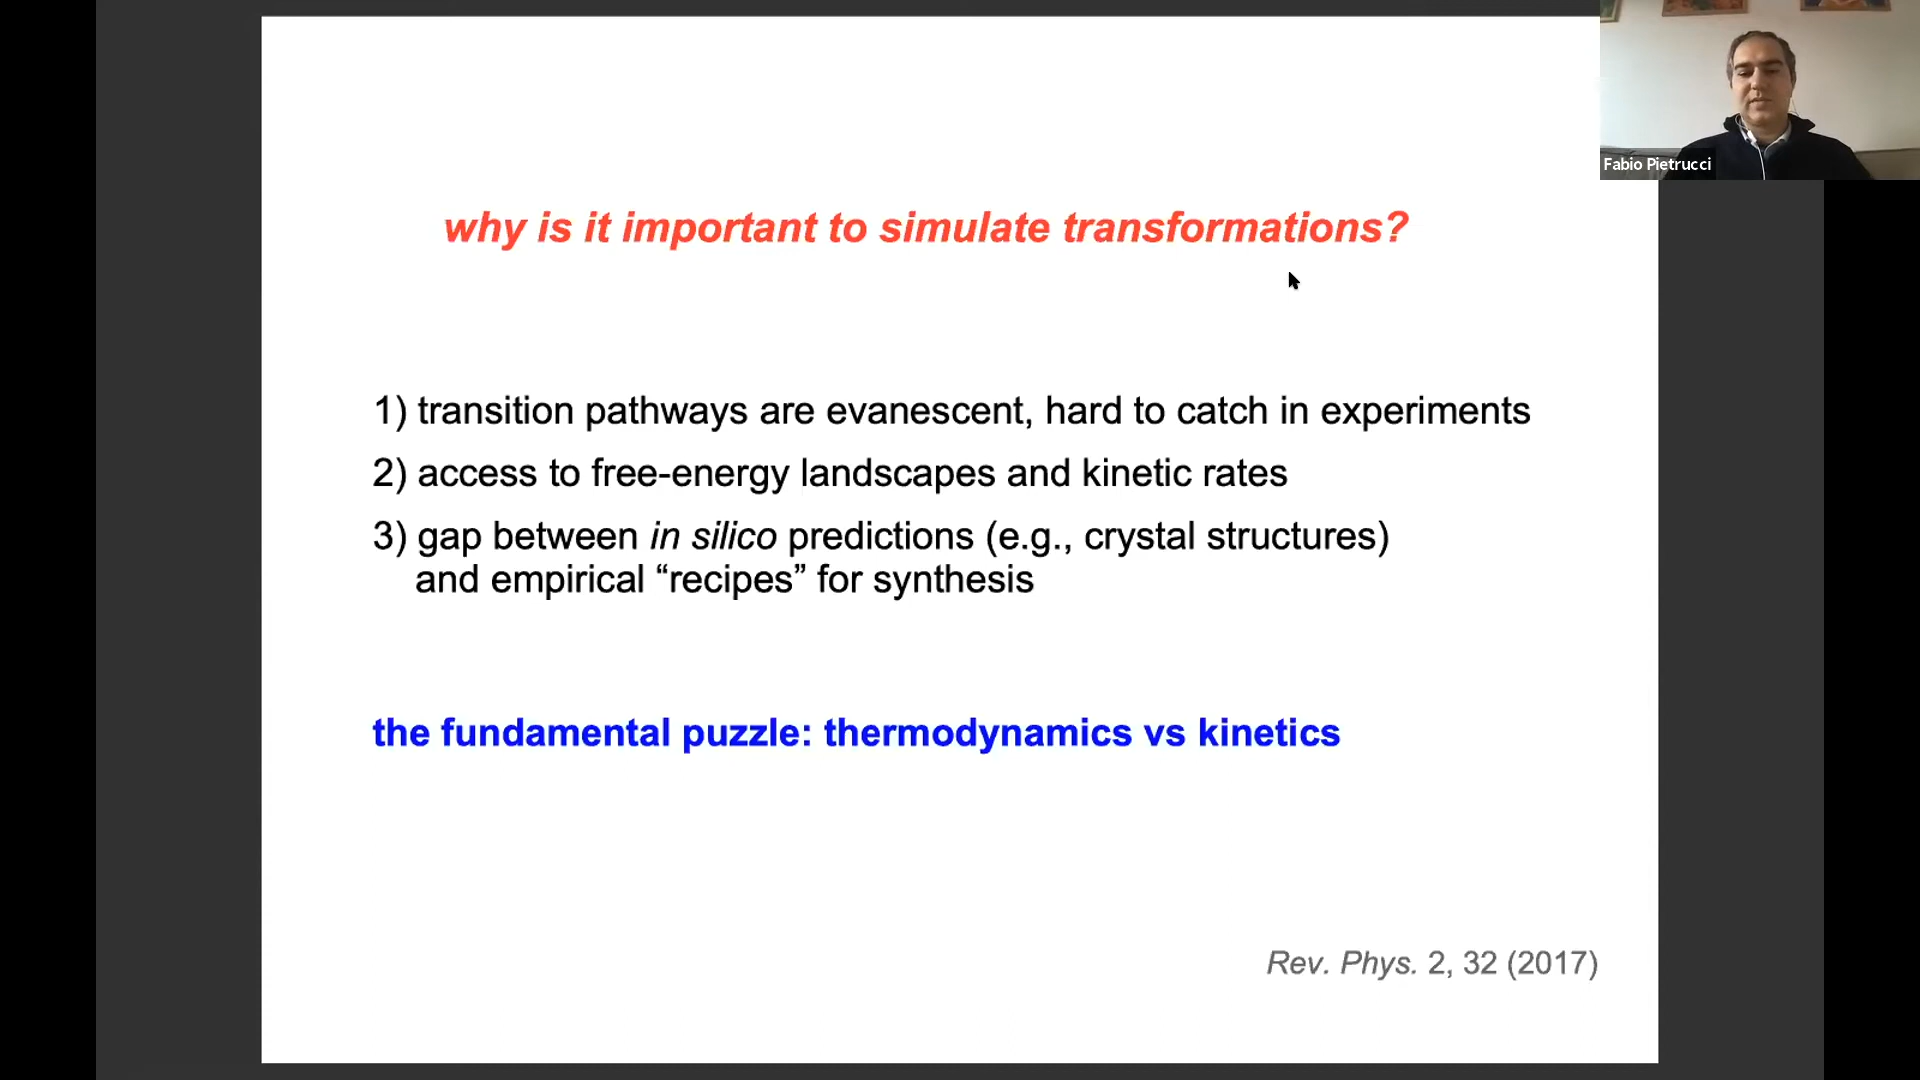 Fabio Pietrucci
why is it important to simulate transformations?
1) transition pathways are evanescent, hard to catch in experiments
2) access to free-energy landscapes and kinetic rates
3) gap between in silico predictions (e.g., crystal structures)
and empirical “recipes” for synthesis
the fundamental puzzle: thermodynamics vs kinetics
Rev. Phys. 2, 32 (2017)